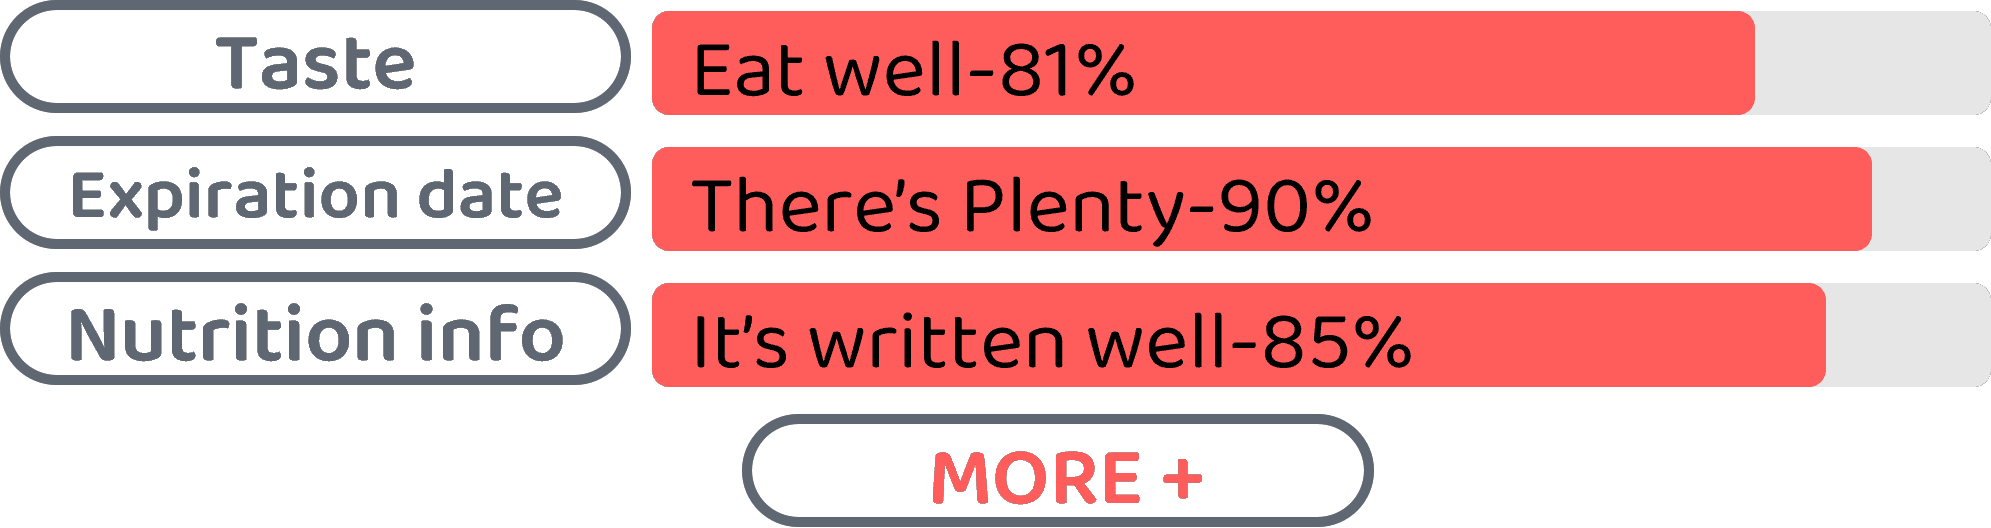 Taste
Eat well-81%
Expiration date
There's Plenty-90%
Nutrition info
It's written well-85%
MORE +